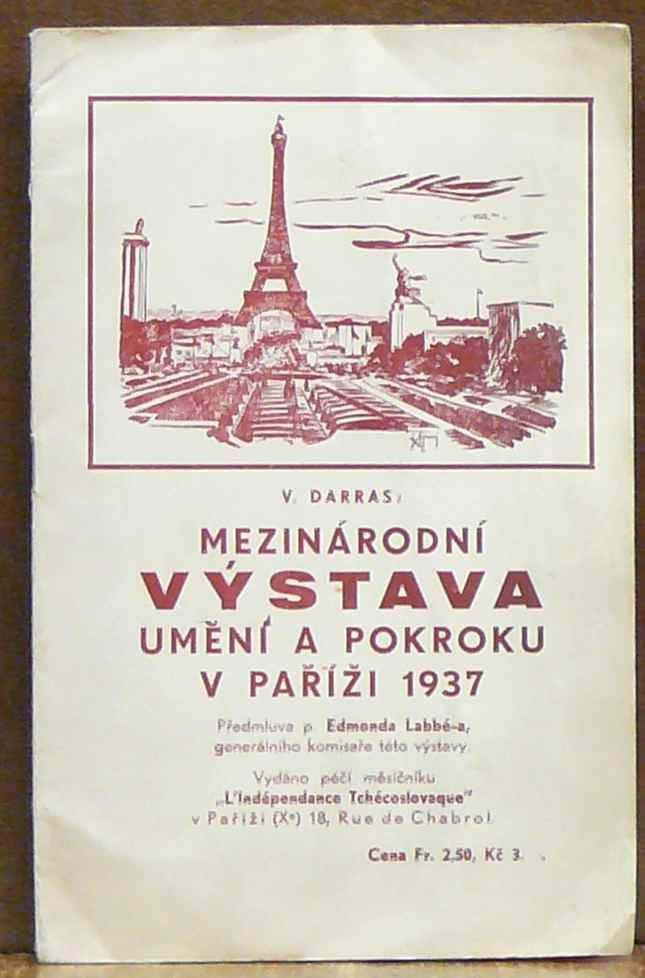 V. DARRAS:
MEZINÁRODNÍ
VÝSTAVA
UMĚNÍ A POKROKU
V PAŘÍŽI 1937
Předmluva p. Edmonda Labbé-a,
generálního komisaře této výstavy.
Vydáno péčí měsíčníku
„L'Indépendance Tchécoslovaque"
v Paříži (Xe) 18, Rue de Chabrol.
Cena Fr. 2,50, Kč 3.